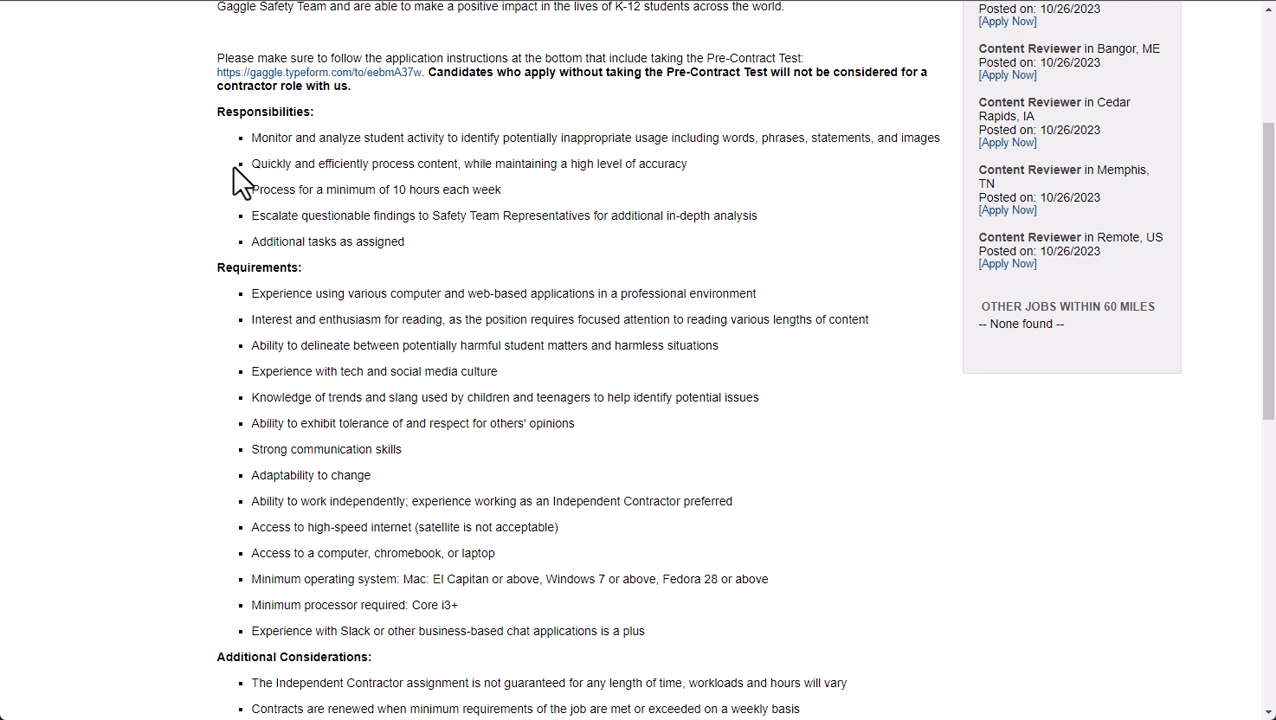 Gaggle Safety Team and are able to make a positive impact in the lives of K-12 students across the world.
Please make sure to follow the application instructions at the bottom that include taking the Pre-Contract Test:
https://gaggle.typeform.com/to/eebmA37w. Candidates who apply without taking the Pre-Contract Test will not be considered for a
contractor role with us.
Responsibilities:
Monitor and analyze student activity to identify potentially inappropriate usage including words, phrases, statements, and images
Quickly and efficiently process content, while maintaining a high level of accuracy
Process for a minimum of 10 hours each week
Escalate questionable findings to Safety Team Representatives for additional in-depth analysis
Additional tasks as assigned
Requirements:
Experience using various computer and web-based applications in a professional environment
Interest and enthusiasm for reading, as the position requires focused attention to reading various lengths of content
Ability to delineate between potentially harmful student matters and harmless situations
Experience with tech and social media culture
Knowledge of trends and slang used by children and teenagers to help identify potential issues
Ability to exhibit tolerance of and respect for others' opinions
Strong communication skills
Adaptability to change
Ability to work independently; experience working as an Independent Contractor preferred
Access to high-speed internet (satellite is not acceptable)
Access to a computer, chromebook, or laptop
Minimum operating system: Mac: El Capitan or above, Windows 7 or above, Fedora 28 or above
Minimum processor required: Core i3+
Experience with Slack or other business-based chat applications is a plus
Additional Considerations:
The Independent Contractor assignment is not guaranteed for any length of time, workloads and hours will vary
Contracts are renewed when minimum requirements of the job are met or exceeded on a weekly basis
Posted on: 10/26/2023
[Apply Now]
Content Reviewer in Bangor, ME
Posted on: 10/26/2023
[Apply Now]
Content Reviewer in Cedar
Rapids, IA
Posted on: 10/26/2023
[Apply Now]
Content Reviewer in Memphis,
TN
Posted on: 10/26/2023
[Apply Now]
Content Reviewer in Remote, US
Posted on: 10/26/2023
[Apply Now]
OTHER JOBS WITHIN 60 MILES
-- None found --